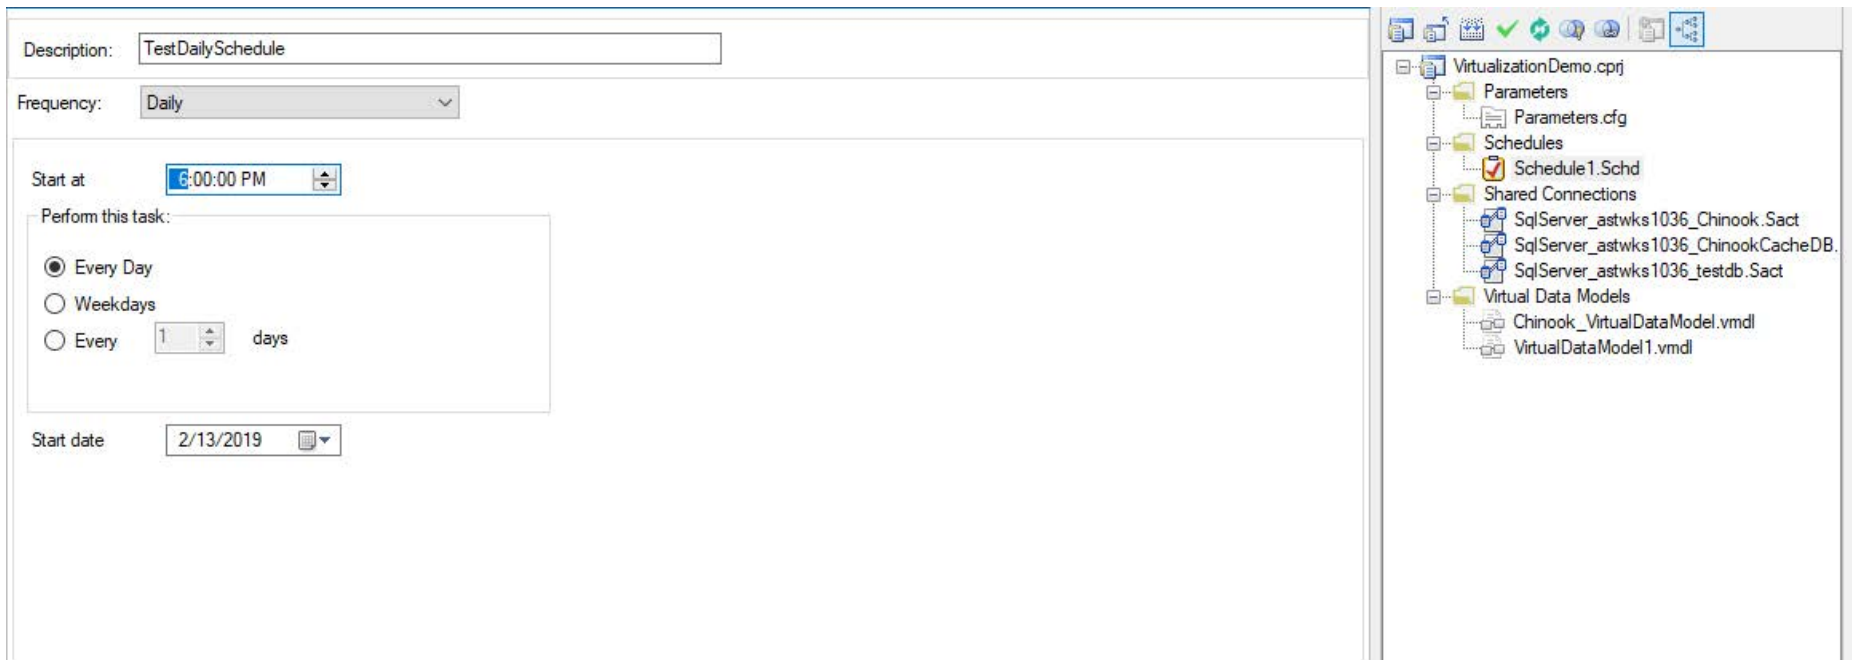 Description: TestDailySchedule
Frequency: Daily
Start at 6:00:00 PM
Perform this task:
Every Day
Weekdays
Every 1 days
Start date 2/13/2019
VirtualizationDemo.cprj
Parameters
Parameters.cfg
Schedules
Schedule1.Schd
Shared Connections
SqlServer_astwks1036_Chinook.Sact
SqlServer_astwks1036_ChinookCacheDB.
SqlServer_astwks1036_testdb.Sact
Virtual Data Models
Chinook_VirtualDataModel.vmdl
VirtualDataModel1.vmdl